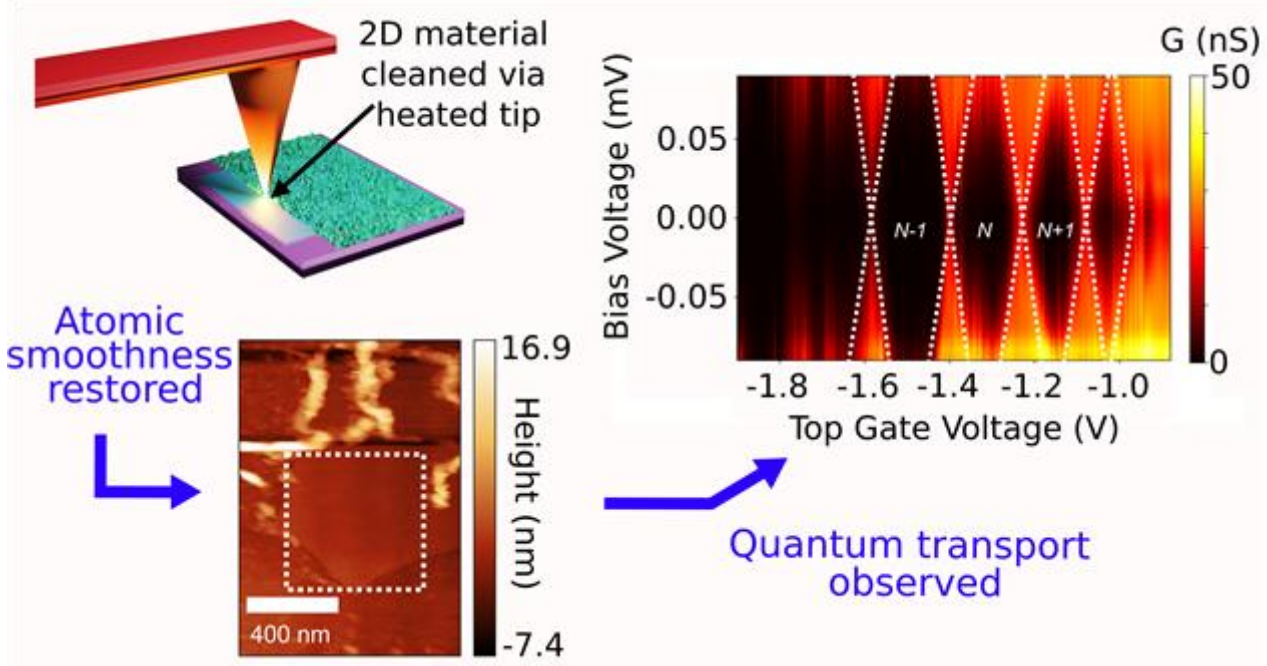 2D material
cleaned via
heated tip
Atomic
smoothness
restored
16.9
Height (nm)
-7.4
400 nm
G (nS)
50
0
Bias Voltage (mV)
0.05
0.00
-0.05
N-1
N
N+1
-1.8
-1.6
-1.4
-1.2
-1.0
Top Gate Voltage (V)
Quantum transport
observed